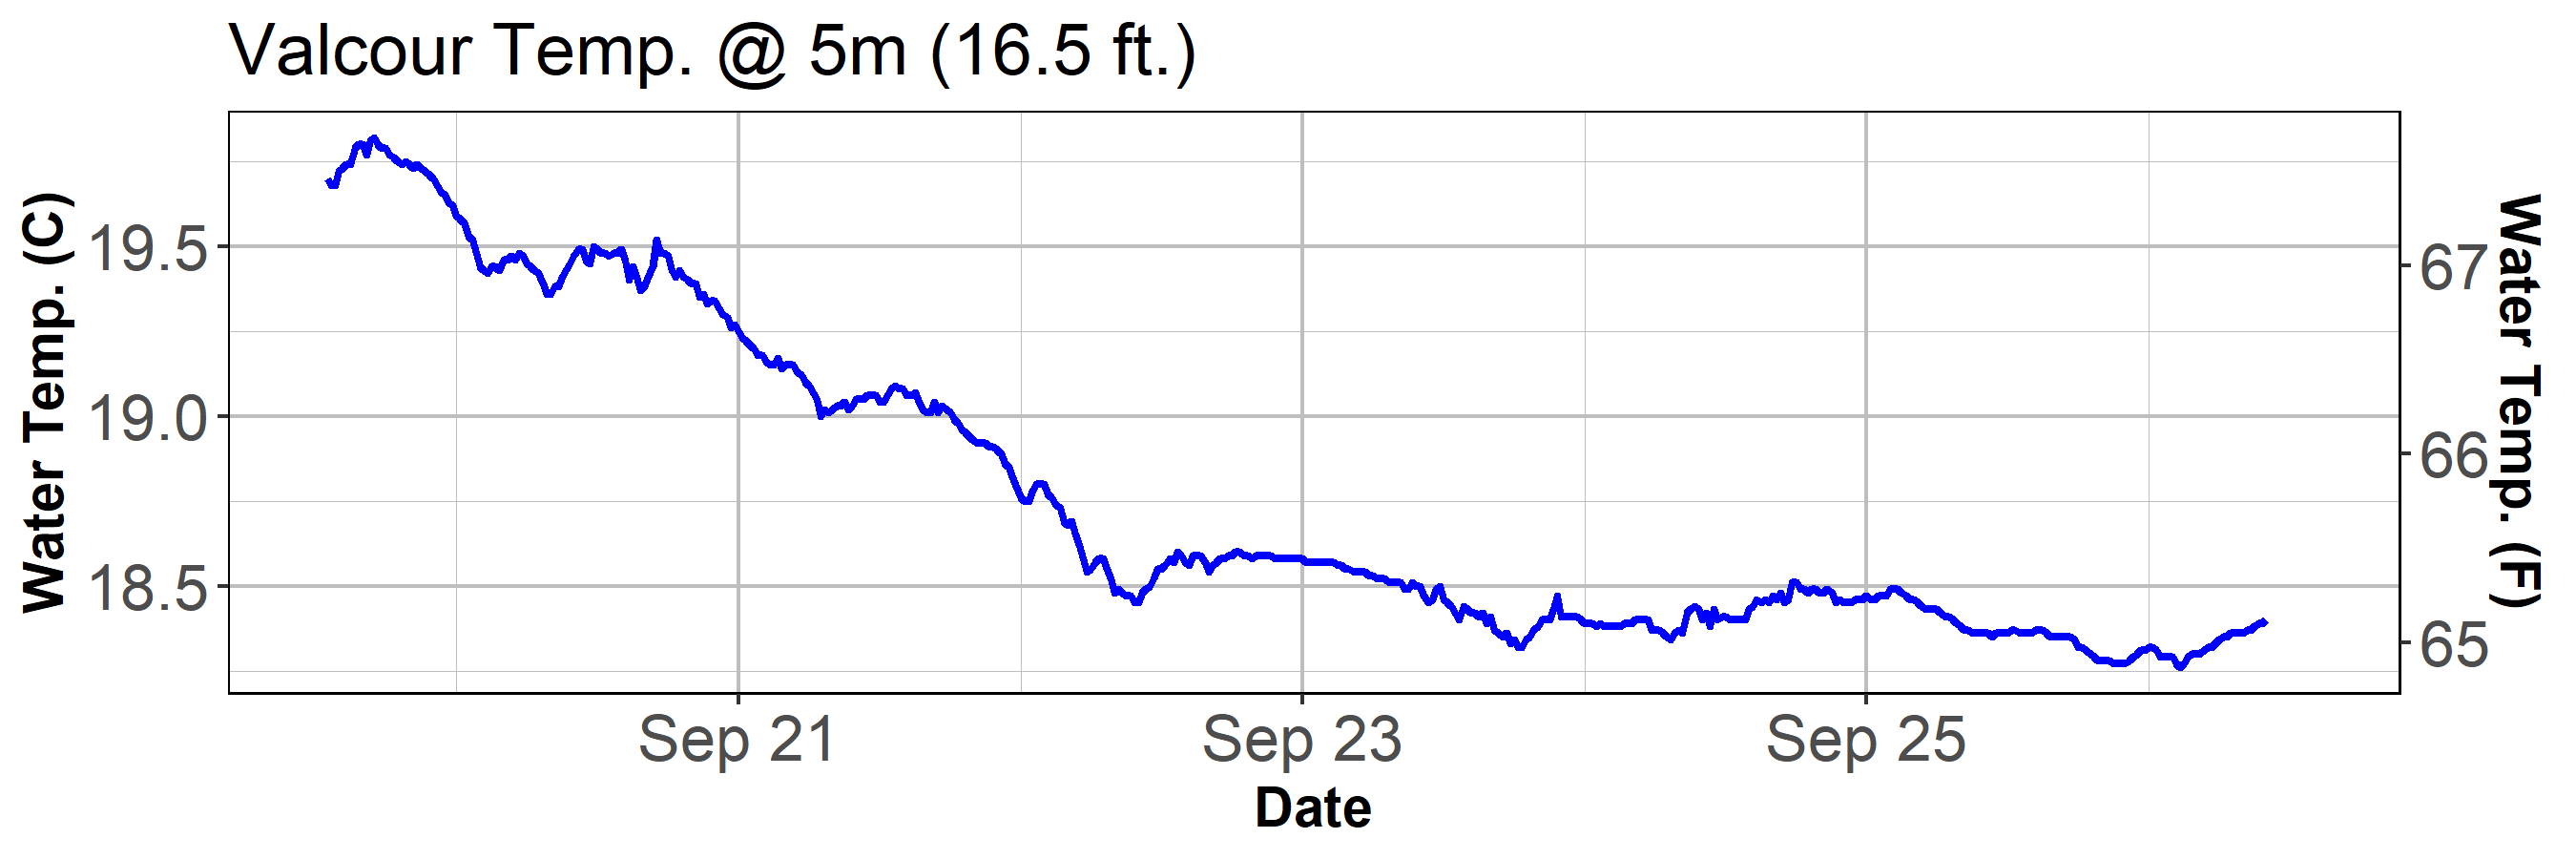 Valcour Temp. @ 5m (16.5 ft.)
Water Temp. (C)
19.5
19.0
18.5
67
66
65
Water Temp. (F)
Sep 21
Sep 23
Sep 25
Date